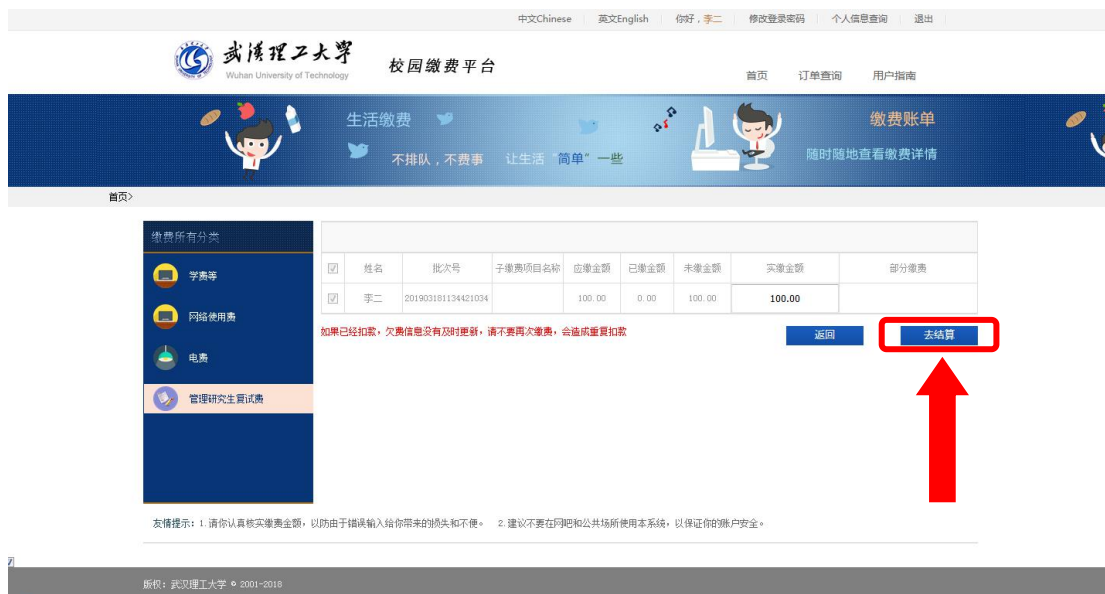 中文Chinese 英文English 你好，李二 修改登录密码 个人信息查询 退出
武汉理工大学
Wuhan University of Technology
校园缴费平台
首页 订单查询 用户指南
生活缴费
不排队，不费事 让生活“简单”一些
缴费账单
随时随地查看缴费详情
首页>
缴费所有分类
学费等
网络使用费
电费
管理研究生复试费
姓名 批次号 子缴费项目名称 应缴金额 已缴金额 未缴金额 实缴金额 部分缴费
李二 201903181134421034 100.00 0.00 100.00 100.00
如果已经扣款，欠费信息没有及时更新，请不要再次缴费，会造成重复扣款
返回 去结算
友情提示：1.请你认真核实缴费金额，以防由于错误输入给你带来的损失和不便。 2.建议不要在网吧和公共场所使用本系统，以保证你的账户安全。
版权：武汉理工大学 © 2001-2018